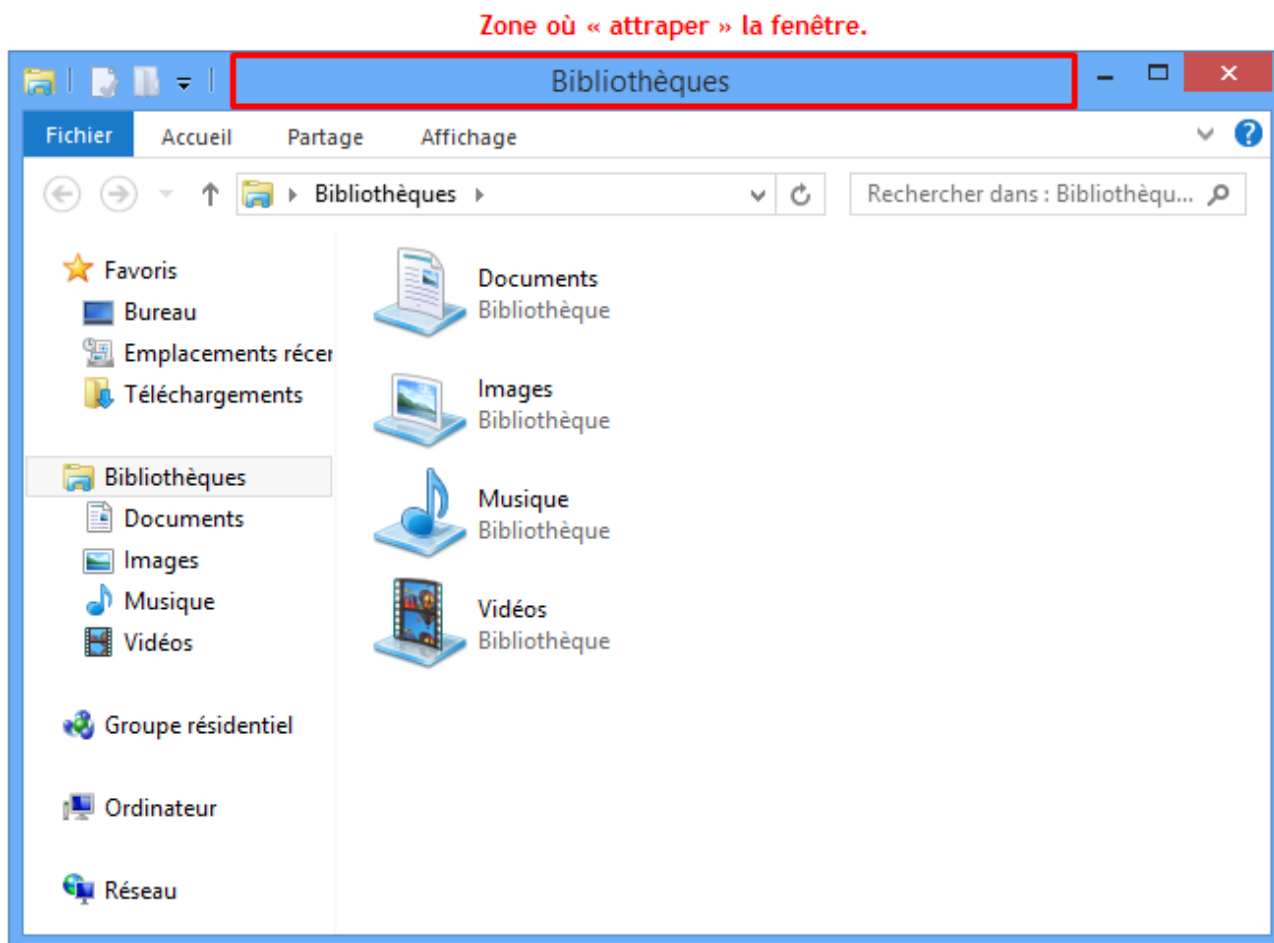 Zone où « attraper » la fenêtre.
Bibliothèques
Fichier Accueil Partage Affichage
Bibliothèques
Rechercher dans : Bibliothèqu...
Favoris
Bureau
Emplacements récer
Téléchargements
Bibliothèques
Documents
Images
Musique
Vidéos
Groupe résidentiel
Ordinateur
Réseau
Documents
Bibliothèque
Images
Bibliothèque
Musique
Bibliothèque
Vidéos
Bibliothèque